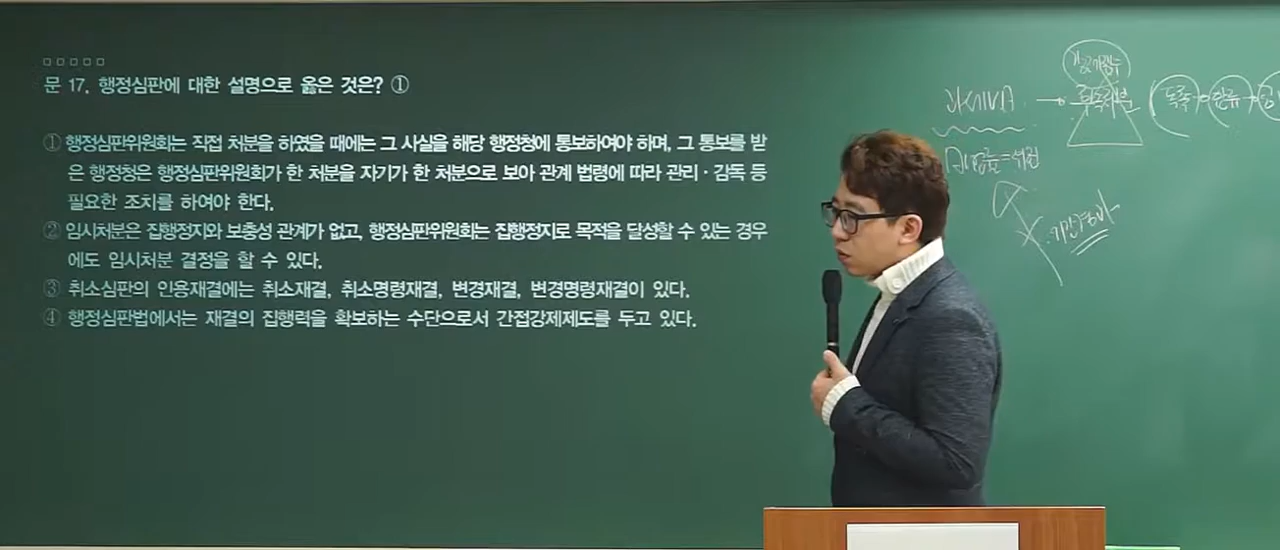 문 17. 행정심판에 대한 설명으로 옳은 것은? ①
① 행정심판위원회는 직접 처분을 하였을 때에는 그 사실을 해당 행정청에 통보하여야 하며, 그 통보를 받
은 행정청은 행정심판위원회가 한 처분을 자기가 한 처분으로 보아 관계 법령에 따라 관리·감독 등
필요한 조치를 하여야 한다.
② 임시처분은 집행정지와 보충성 관계가 없고, 행정심판위원회는 집행정지로 목적을 달성할 수 있는 경우
에도 임시처분 결정을 할 수 있다.
③ 취소심판의 인용재결에는 취소재결, 취소명령재결, 변경재결, 변경명령재결이 있다.
④ 행정심판법에서는 재결의 집행력을 확보하는 수단으로서 간접강제제도를 두고 있다.